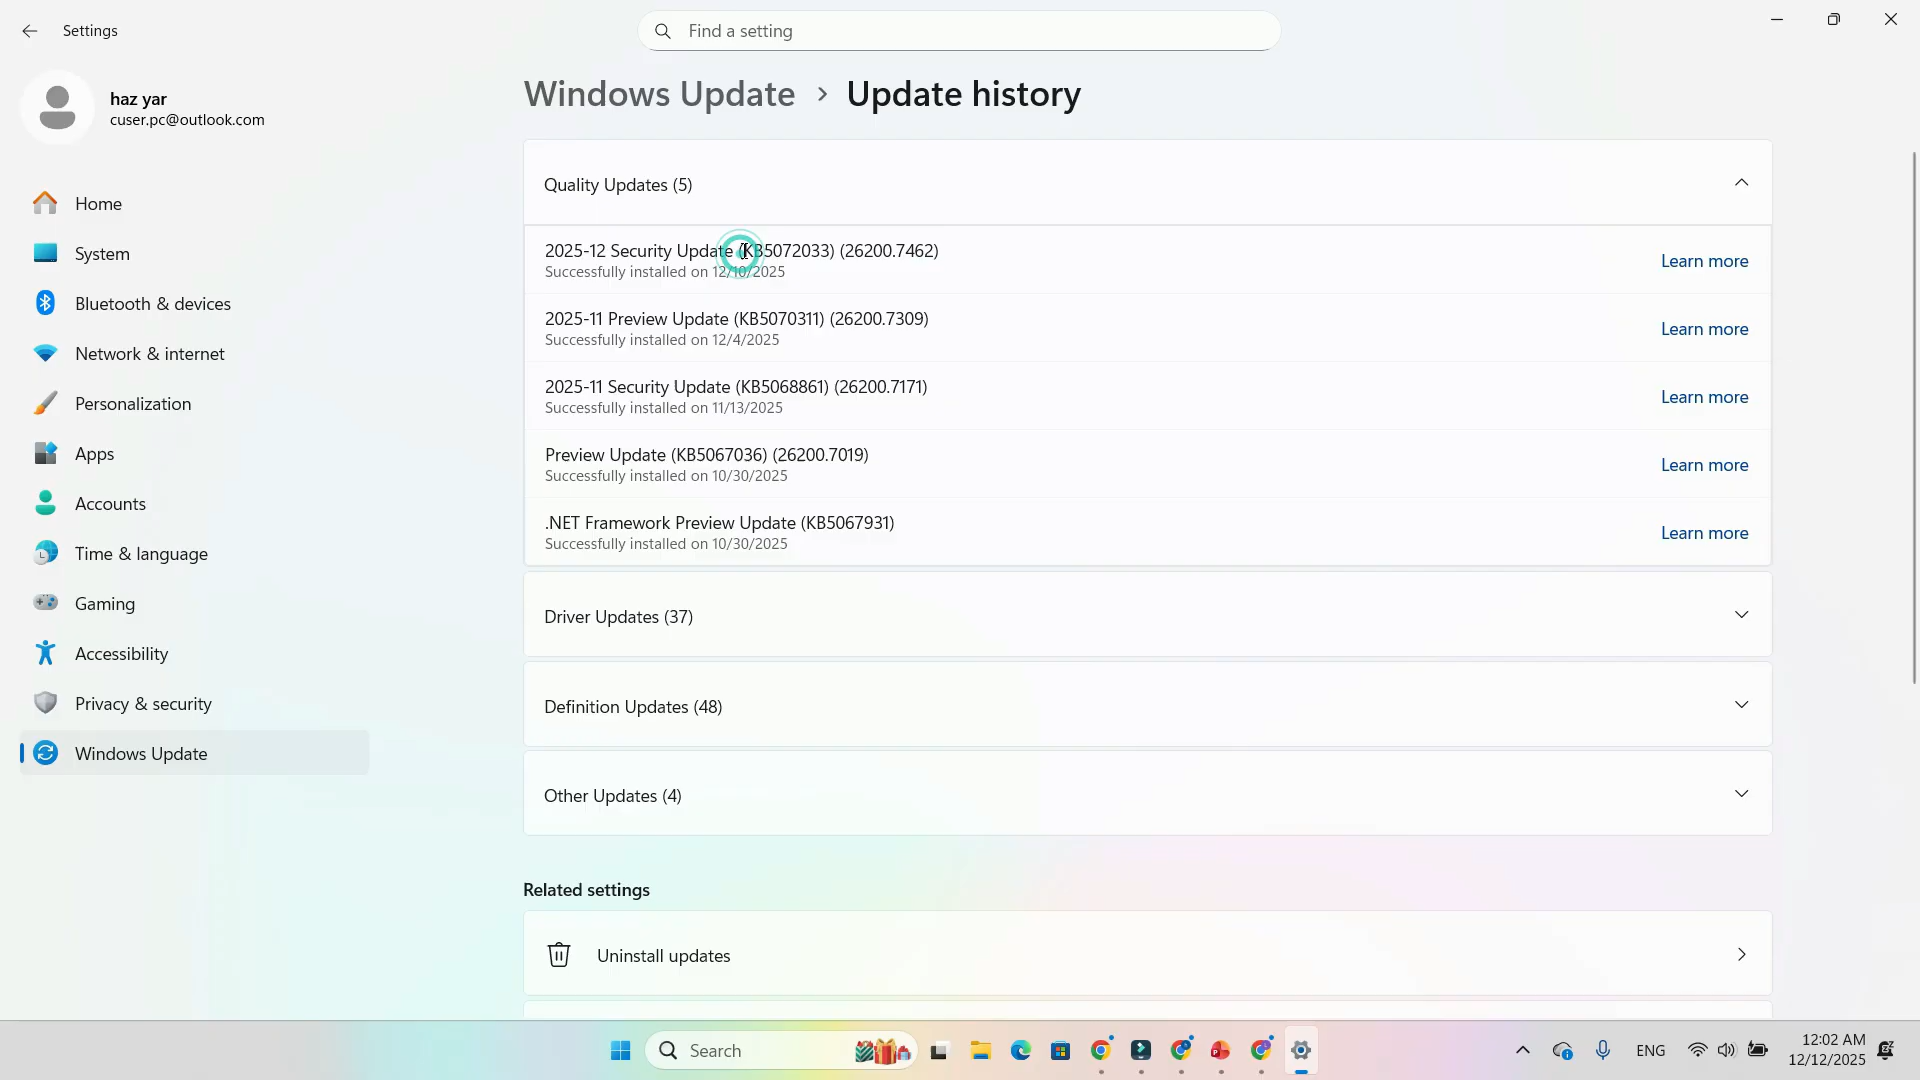 Settings
Find a setting
haz yar
cuser.pc@outlook.com
Home
System
Bluetooth & devices
Network & internet
Personalization
Apps
Accounts
Time & language
Gaming
Accessibility
Privacy & security
Windows Update
Windows Update > Update history
Quality Updates (5)
2025-12 Security Update (KB5072033) (26200.7462)
Successfully installed on 12/10/2025
Learn more
2025-11 Preview Update (KB5070311) (26200.7309)
Successfully installed on 12/4/2025
Learn more
2025-11 Security Update (KB5068861) (26200.7171)
Successfully installed on 11/13/2025
Learn more
Preview Update (KB5067036) (26200.7019)
Successfully installed on 10/30/2025
Learn more
.NET Framework Preview Update (KB5067931)
Successfully installed on 10/30/2025
Learn more
Driver Updates (37)
Definition Updates (48)
Other Updates (4)
Related settings
Uninstall updates
Search
ENG
12:02 AM
12/12/2025